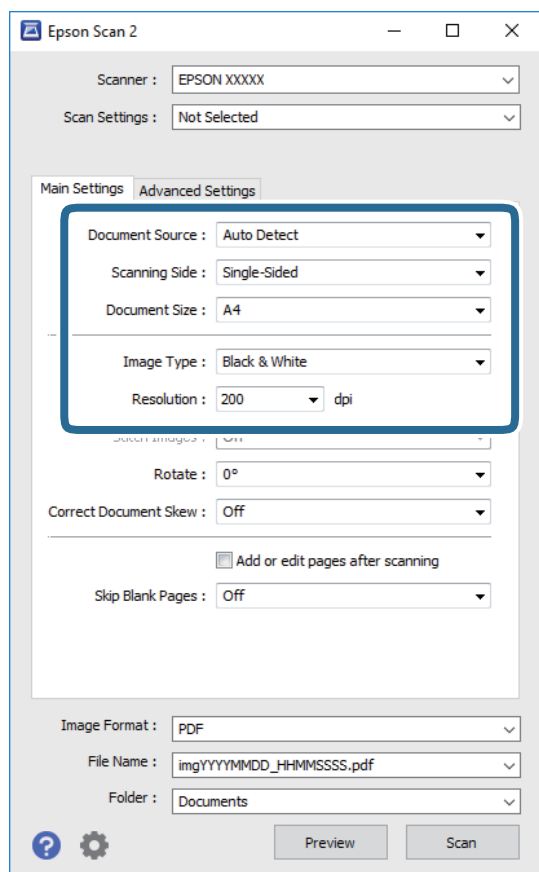 Epson Scan 2
Scanner : EPSON XXXXX
Scan Settings : Not Selected
Main Settings Advanced Settings
Document Source : Auto Detect
Scanning Side : Single-Sided
Document Size : A4
Image Type : Black & White
Resolution : 200 dpi
Stitch Images : Off
Rotate : 0°
Correct Document Skew : Off
Add or edit pages after scanning
Skip Blank Pages : Off
Image Format : PDF
File Name : imgYYYYMMDD_HHMMSSSS.pdf
Folder : Documents
? Preview Scan